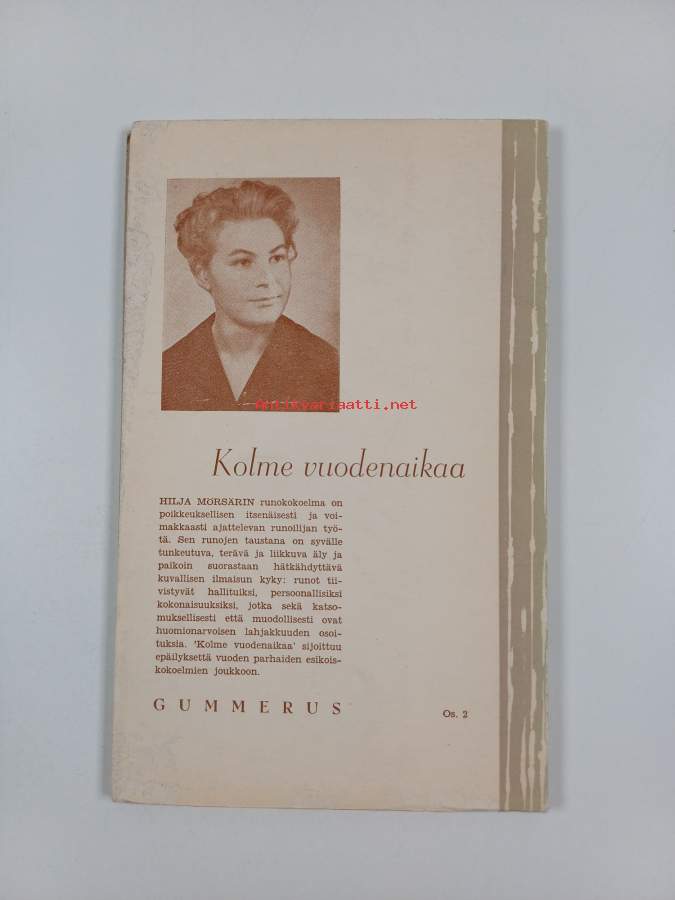 Antikvariaatti.net
Kolme vuodenaikaa
HILJA MÖRSÄRIN runokokoelma on
poikkeuksellisen itsenäisesti ja voi-
makkaasti ajattelevan runoilijan työ-
tä. Sen runojen taustana on syvälle
tunkeutuva, terävä ja liikkuva äly ja
paikoin suorastaan hätkähdyttävä
kuvallisen ilmaisun kyky: runot tii-
vistyvät hallituiksi, persoonallisiksi
kokonaisuuksiksi, jotka sekä katso-
muksellisesti että muodollisesti ovat
huomionarvoisen lahjakkuuden osoi-
tuksia. 'Kolme vuodenaikaa' sijoittuu
epäilyksettä vuoden parhaiden esikois-
kokoelmien joukkoon.
GUMMERUS
Os. 2